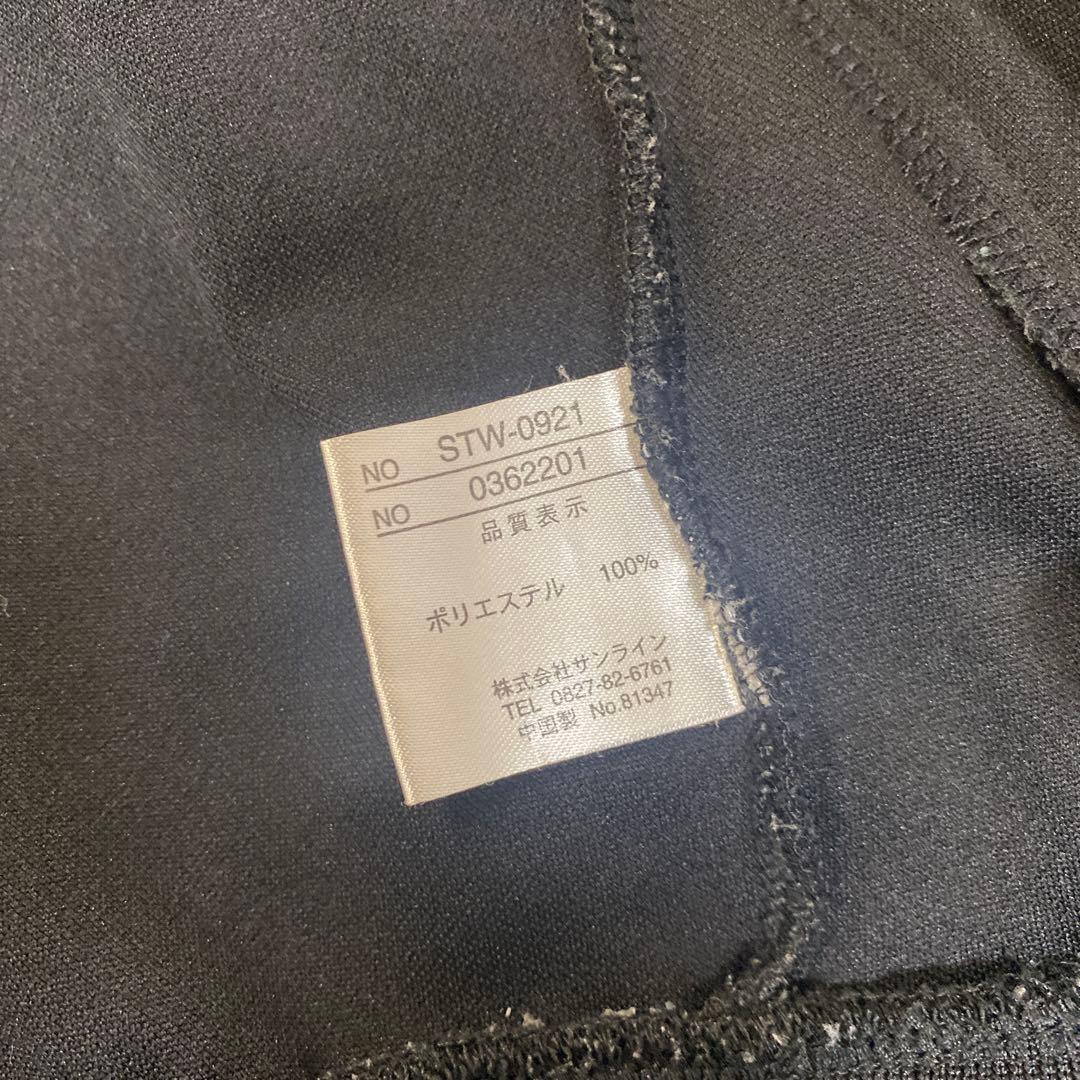 NO STW-0921
NO 0362201
品質表示
ポリエステル 100%
株式会社サンライン
TEL 0827-82-6761
中国製 No.81347